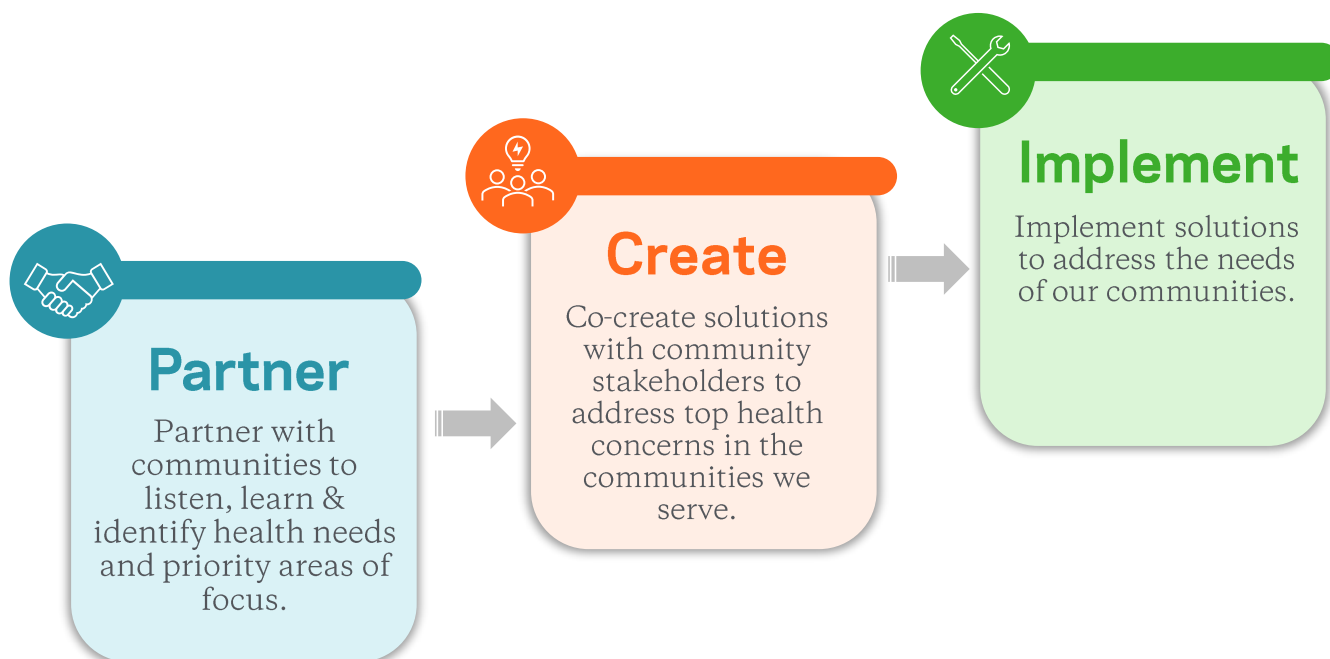 Partner
Partner with
communities to
listen, learn &
identify health needs
and priority areas of
focus.
Create
Co-create solutions
with community
stakeholders to
address top health
concerns in the
communities we
serve.
Implement
Implement solutions
to address the needs
of our communities.